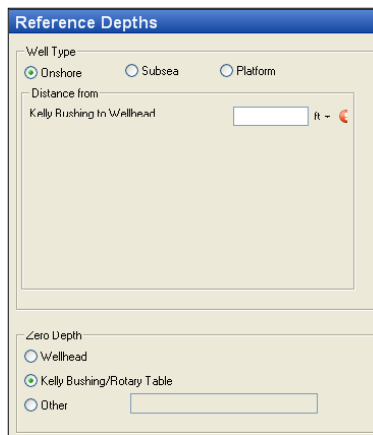 Reference Depths
Well Type
Onshore Subsea Platform
Distance from
Kelly Bushing to Wellhead ft
Zero Depth
Wellhead
Kelly Bushing/Rotary Table
Other